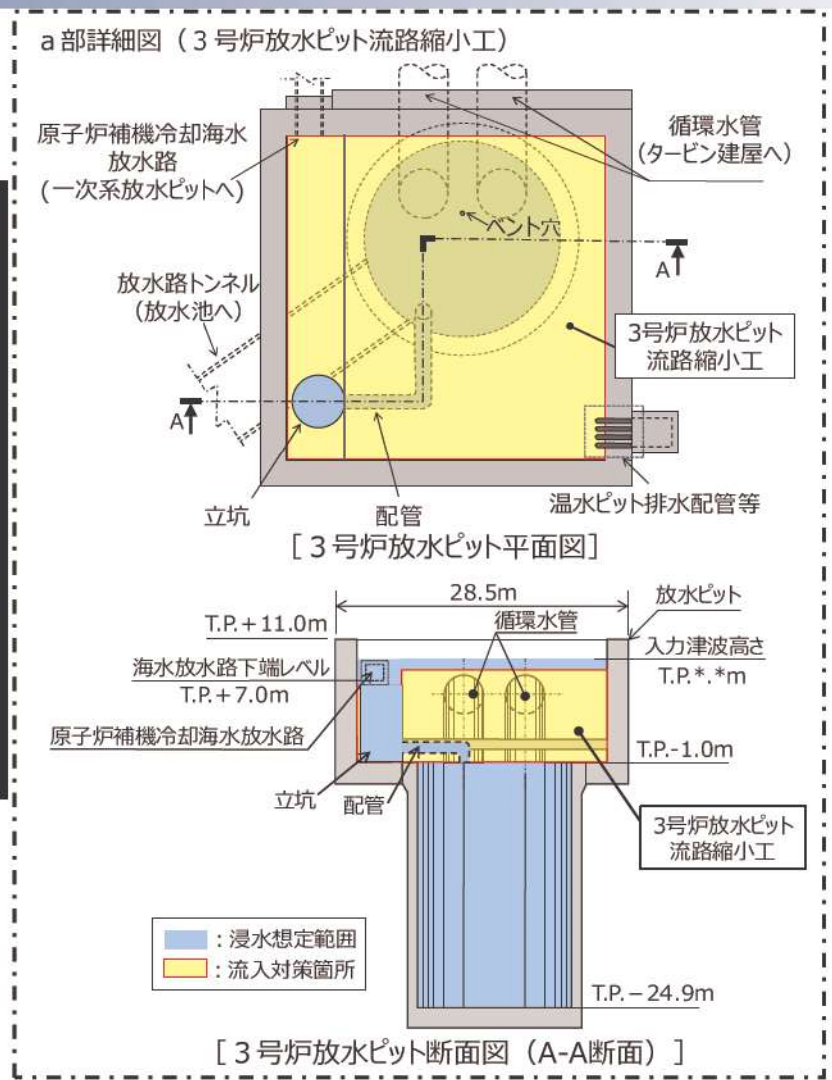 a部詳細図（３号炉放水ピット流路縮小工）
原子炉補機冷却海水
放水路
(一次系放水ピットへ)
循環水管
(タービン建屋へ)
ベント穴
A
放水路トンネル
(放水池へ)
3号炉放水ピット
流路縮小工
A
立坑
配管
温水ピット排水配管等
［３号炉放水ピット平面図］
28.5m
放水ピット
T.P.＋11.0m
循環水管
入力津波高さ
海水放水路下端レベル
T.P.*.*m
T.P.＋7.0m
原子炉補機冷却海水放水路
T.P.-1.0m
立坑
配管
3号炉放水ピット
流路縮小工
：浸水想定範囲
：流入対策箇所
T.P.－24.9m
［３号炉放水ピット断面図（A-A断面）］